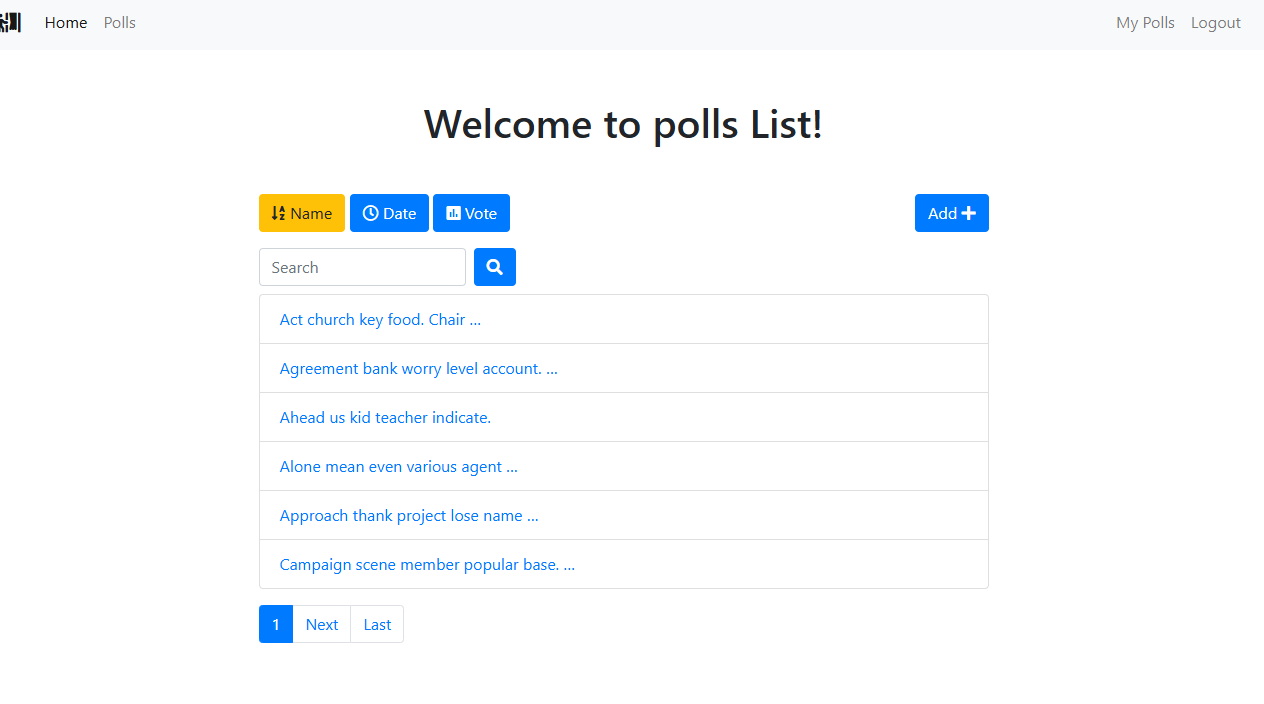 Home Polls My Polls Logout
Welcome to polls List!
Name Date Vote Add
Search
Act church key food. Chair ...
Agreement bank worry level account. ...
Ahead us kid teacher indicate.
Alone mean even various agent ...
Approach thank project lose name ...
Campaign scene member popular base. ...
1 Next Last